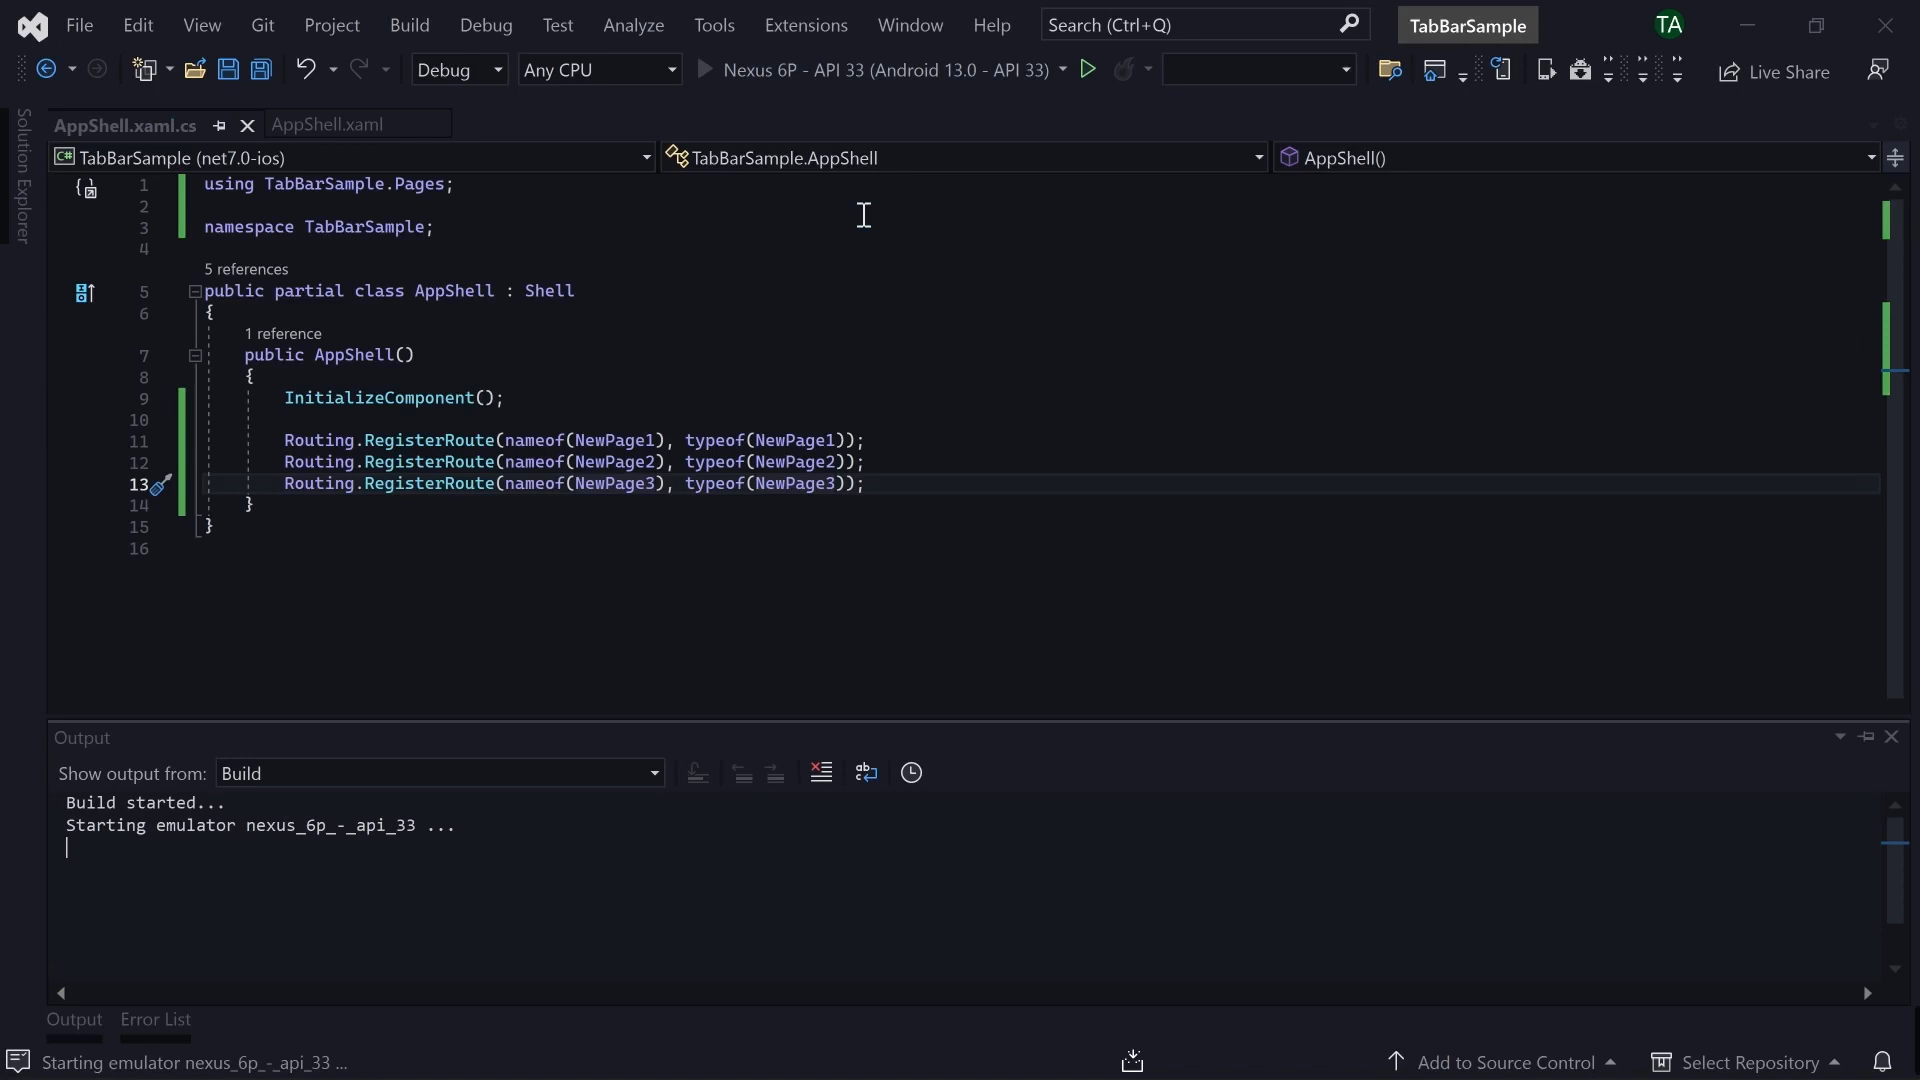 File Edit View Git Project Build Debug Test Analyze Tools Extensions Window Help Search (Ctrl+Q) TabBarSample TA
Debug Any CPU Nexus 6P - API 33 (Android 13.0 - API 33) Live Share
Solution Explorer
AppShell.xaml.cs AppShell.xaml
C# TabBarSample (net7.0-ios) TabBarSample.AppShell AppShell()
1 using TabBarSample.Pages;
2
3 namespace TabBarSample;
4
5 references
5 public partial class AppShell : Shell
6 {
1 reference
7 public AppShell()
8 {
9 InitializeComponent();
10
11 Routing.RegisterRoute(nameof(NewPage1), typeof(NewPage1));
12 Routing.RegisterRoute(nameof(NewPage2), typeof(NewPage2));
13 Routing.RegisterRoute(nameof(NewPage3), typeof(NewPage3));
14 }
15 }
16
Output
Show output from: Build
Build started...
Starting emulator nexus_6p_-_api_33 ...
Output Error List
Starting emulator nexus_6p_-_api_33 ... Add to Source Control Select Repository